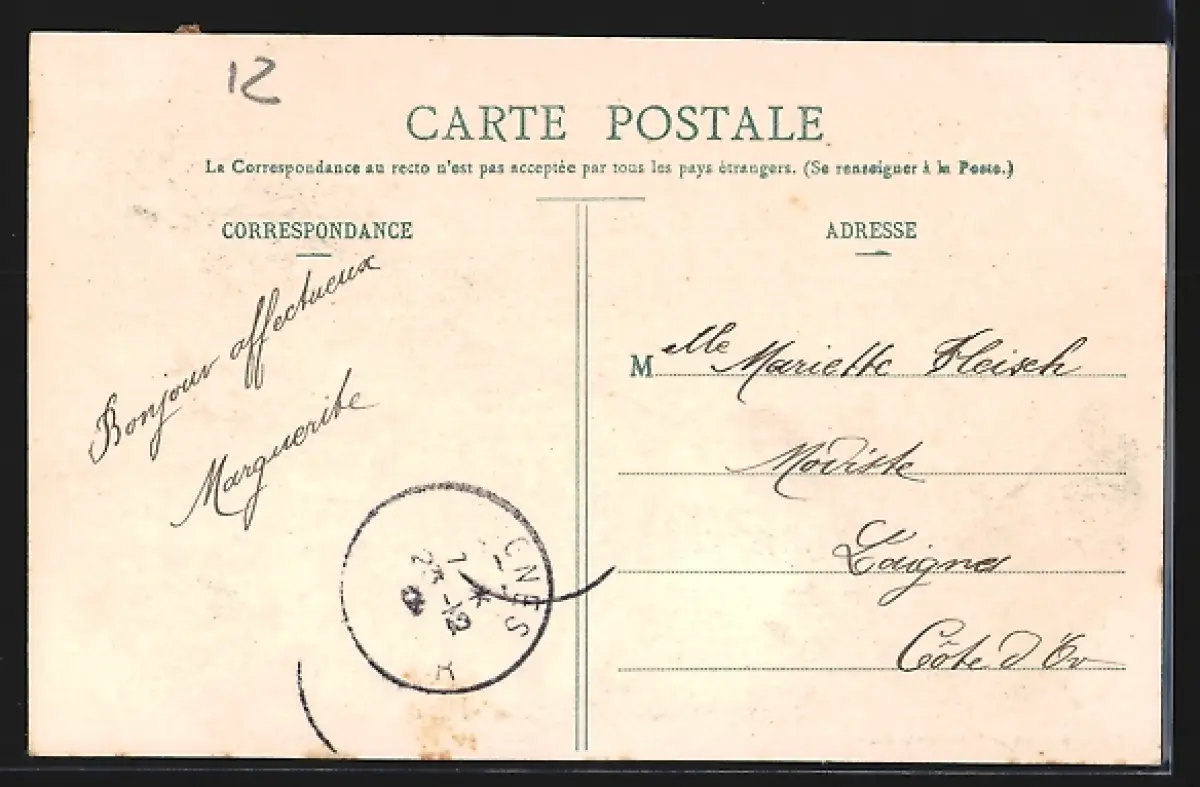 12
CARTE POSTALE
La Correspondance au recto n'est pas acceptée par tous les pays étrangers. (Se renseigner à la Poste.)
CORRESPONDANCE
Bonjour affectueux
Marguerite
ADRESSE
M elle Mariette Fleisch
Modiste
Laignes
Côte d'Or